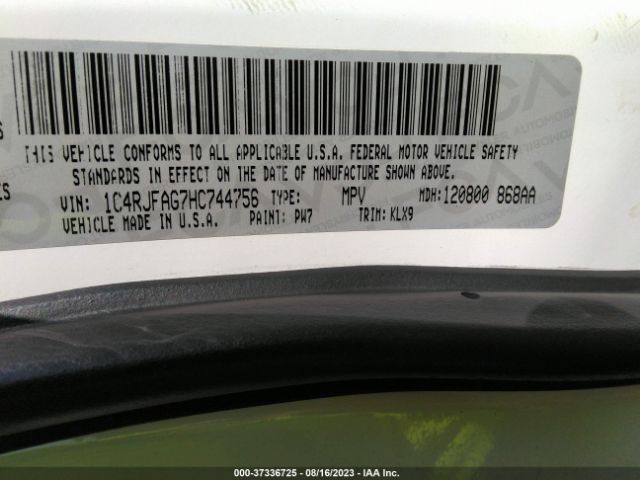 S
THIS VEHICLE CONFORMS TO ALL APPLICABLE U.S.A. FEDERAL MOTOR VEHICLE SAFETY
STANDARDS IN EFFECT ON THE DATE OF MANUFACTURE SHOWN ABOVE.
ES
VIN: 1C4RJFAG7HC744756 TYPE: MPV MDH:120800 868AA
VEHICLE MADE IN U.S.A. PAINT: PW7 TRIM: KLX9
000-37336725 - 08/16/2023 - IAA Inc.